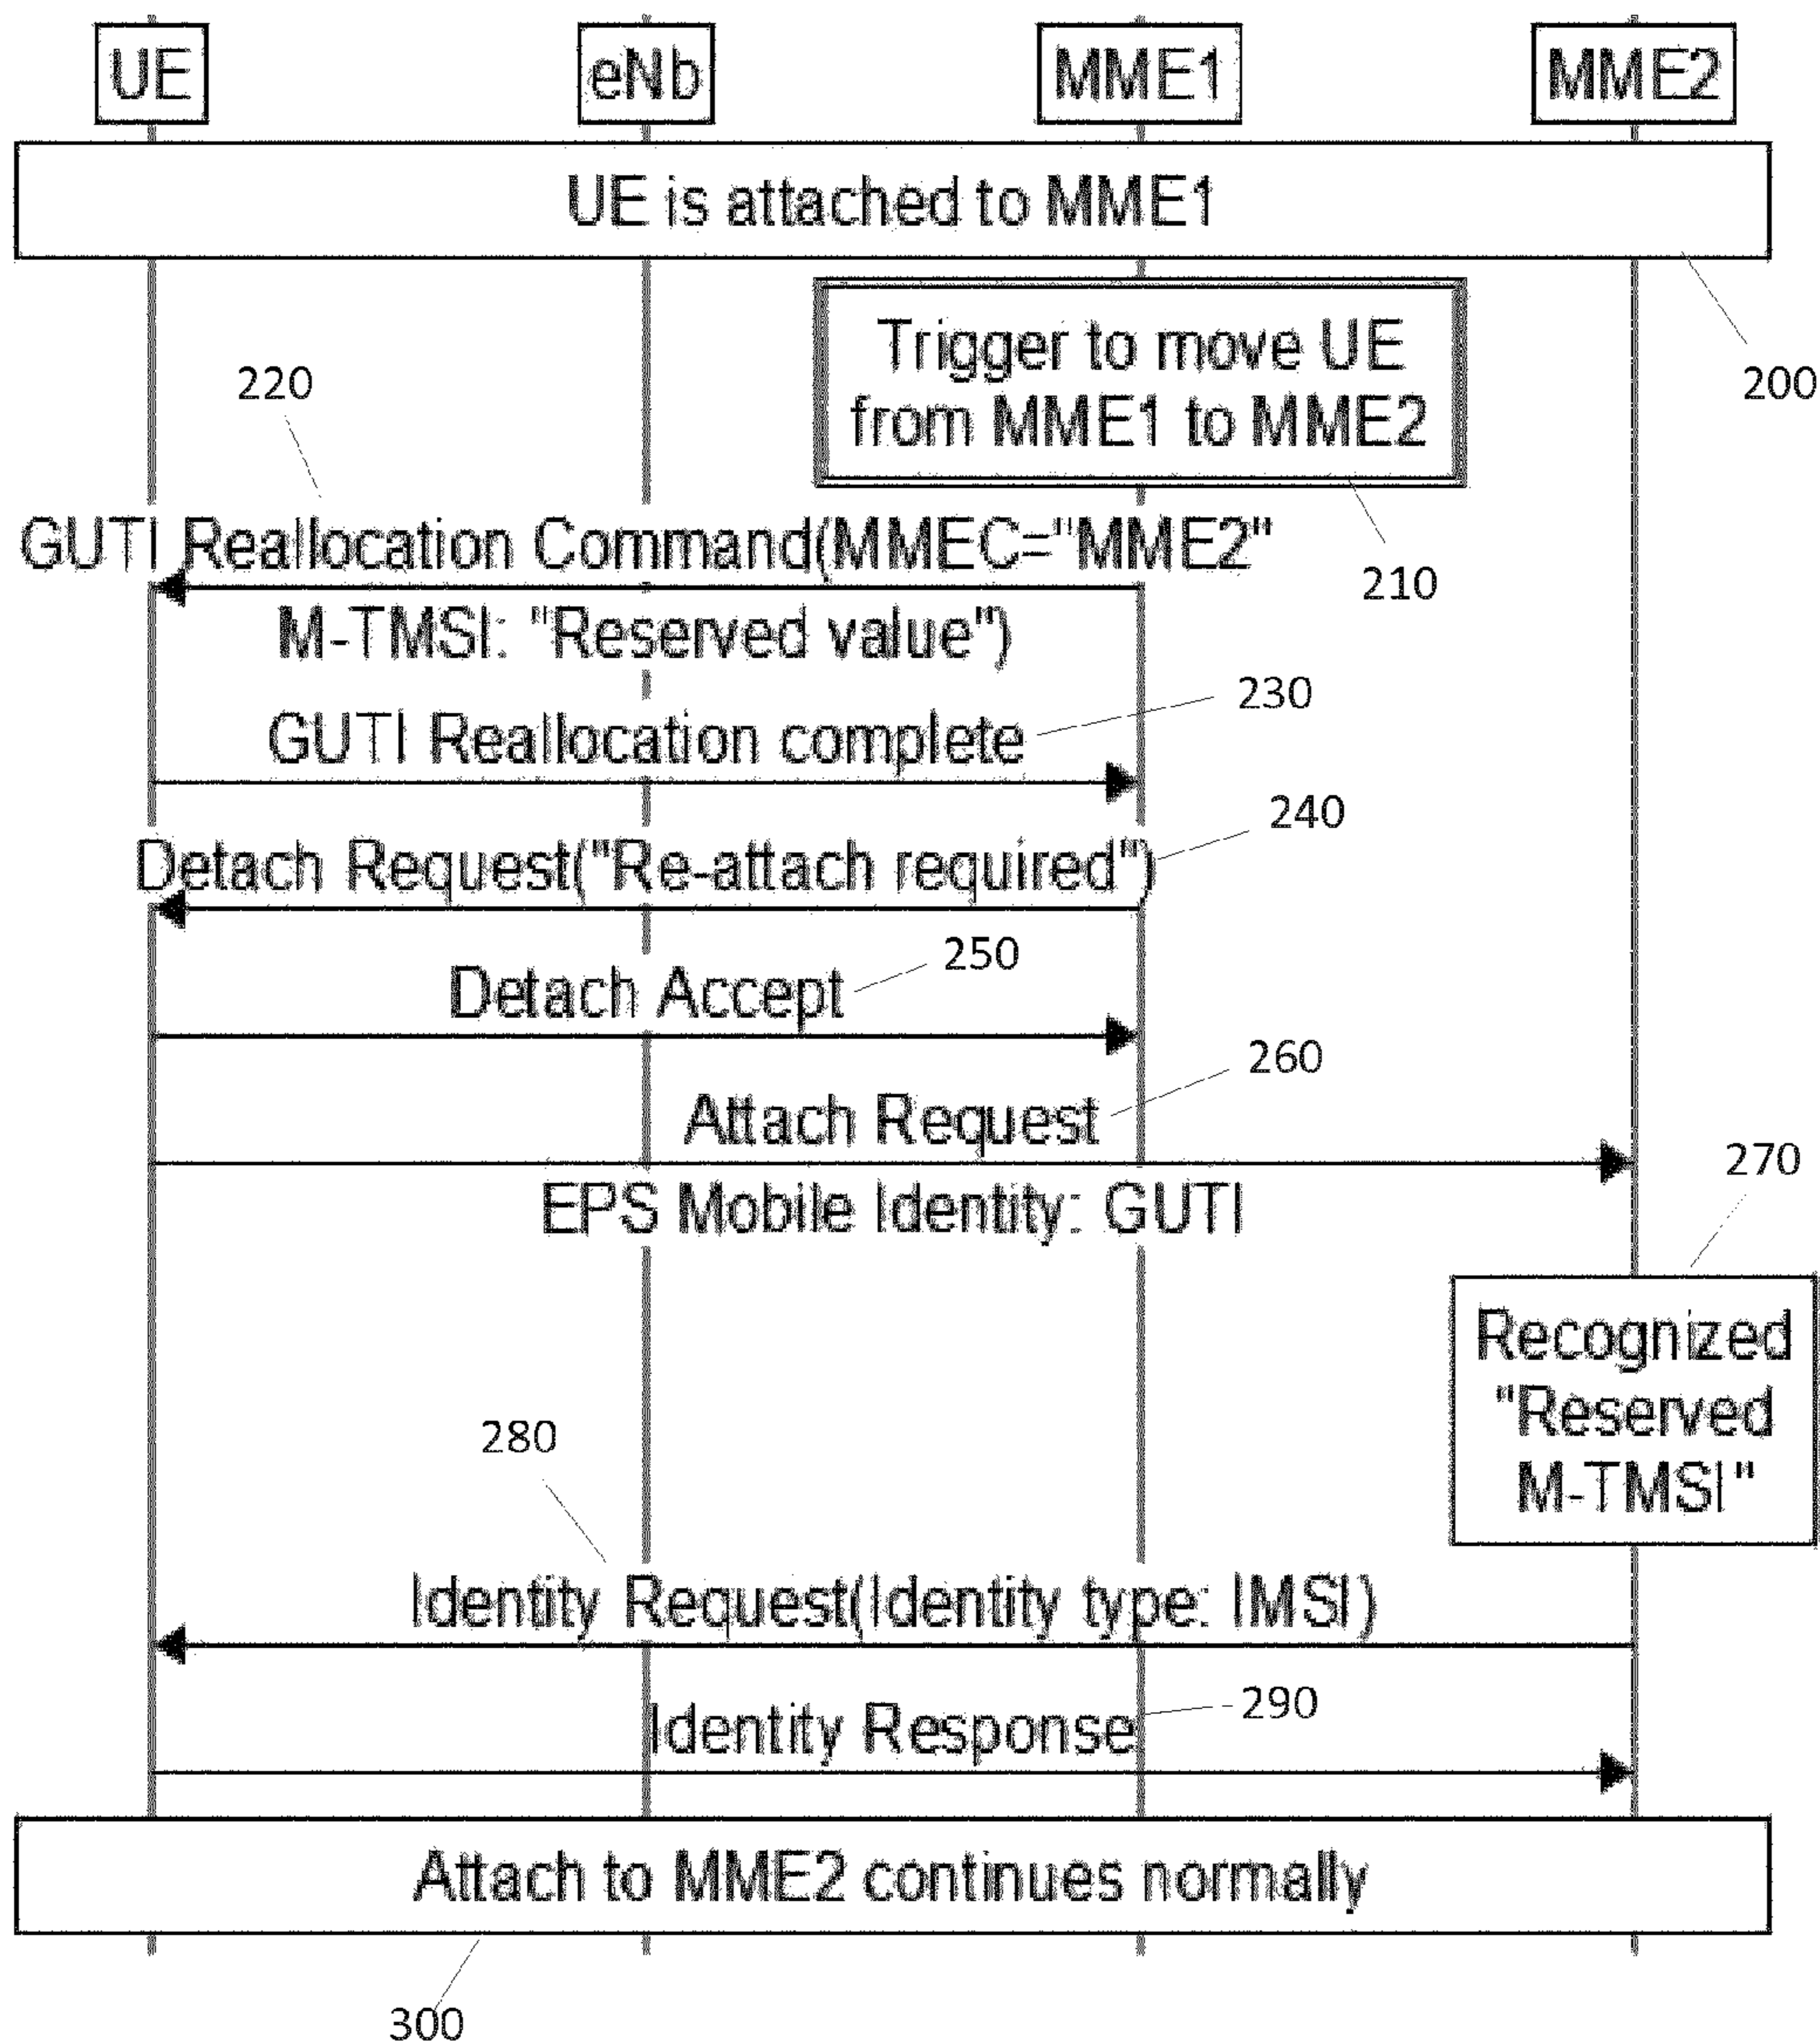 UE eNb MME1 MME2
UE is attached to MME1
200
Trigger to move UE
from MME1 to MME2
210
220
GUTI Reallocation Command(MMEC="MME2"
M-TMSI: "Reserved value")
230
GUTI Reallocation complete
240
Detach Request("Re-attach required")
250
Detach Accept
260
Attach Request
EPS Mobile Identity: GUTI
270
Recognized
"Reserved
M-TMSI"
280
Identity Request(Identity type: IMSI)
290
Identity Response
Attach to MME2 continues normally
300